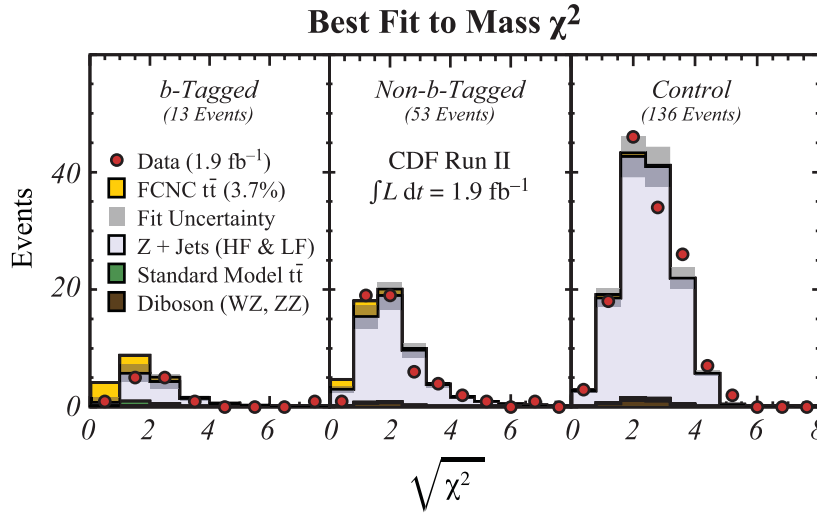 Best Fit to Mass χ²
b-Tagged
(13 Events)
Non-b-Tagged
(53 Events)
Control
(136 Events)
Data (1.9 fb⁻¹)
FCNC tt̄ (3.7%)
Fit Uncertainty
Z + Jets (HF & LF)
Standard Model tt̄
Diboson (WZ, ZZ)
CDF Run II
∫L dt = 1.9 fb⁻¹
Events
40
20
0
0 2 4 6 0 2 4 6 0 2 4 6 8
√χ²